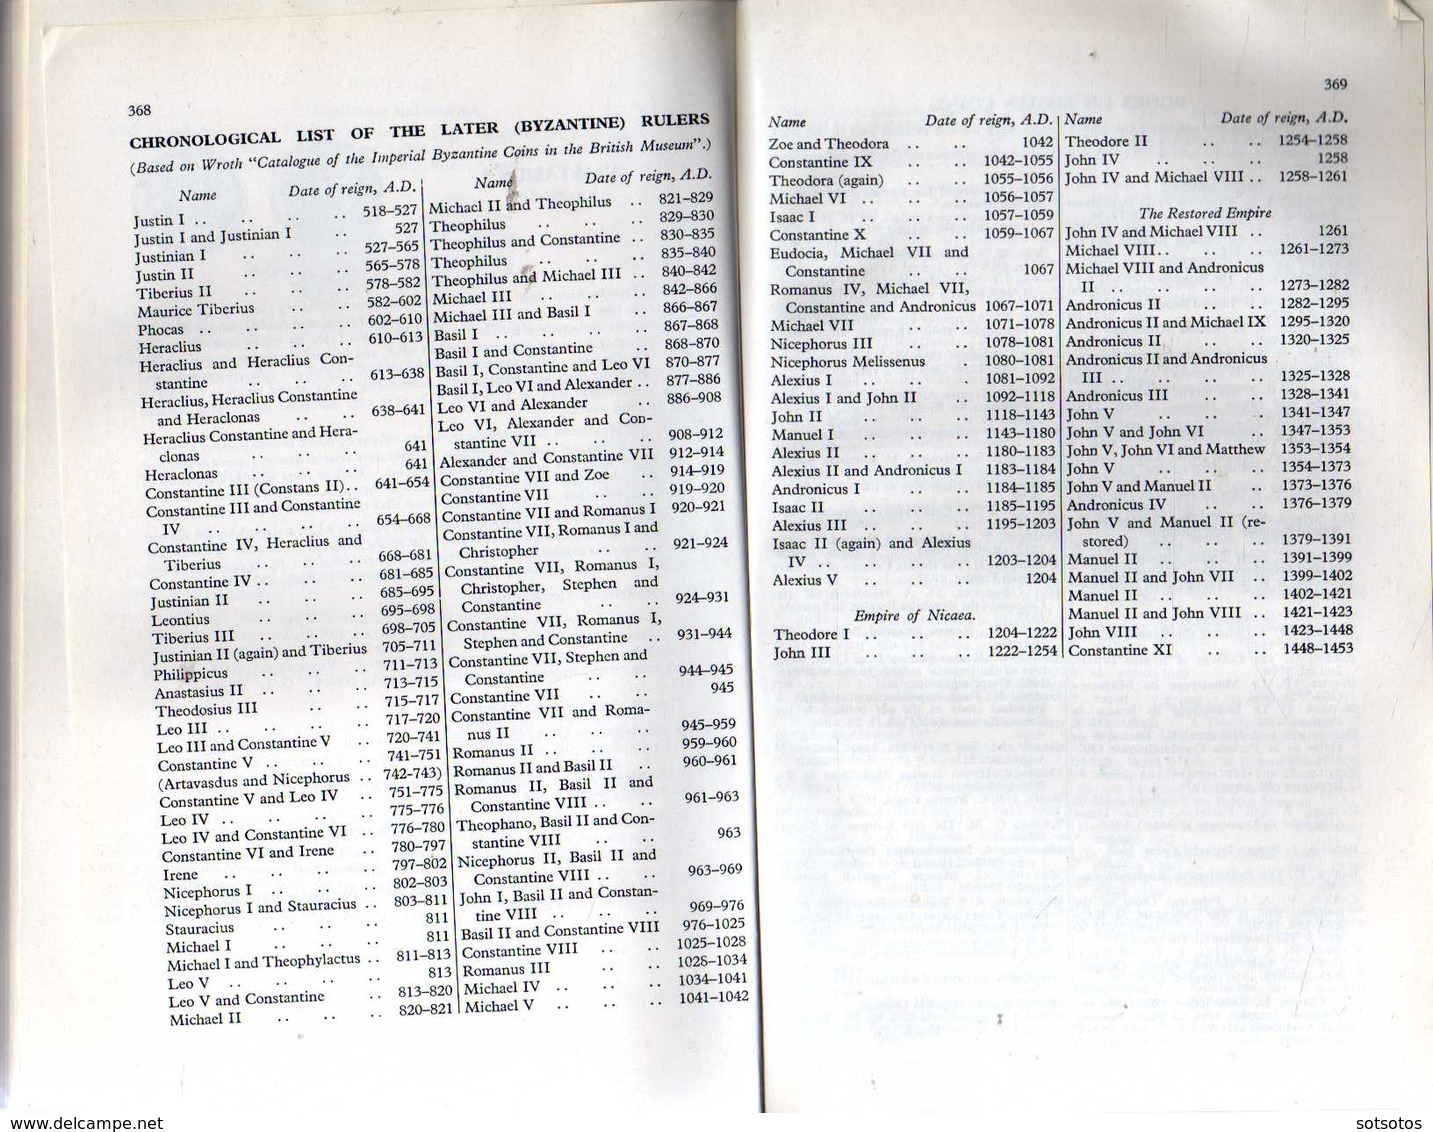 368
CHRONOLOGICAL LIST OF THE LATER (BYZANTINE) RULERS
(Based on Wroth "Catalogue of the Imperial Byzantine Coins in the British Museum".)
Name Date of reign, A.D.
Justin I .. .. .. .. 518–527
Justin I and Justinian I .. 527
Justinian I .. .. .. 527–565
Justin II .. .. .. 565–578
Tiberius II .. .. .. 578–582
Maurice Tiberius .. .. 582–602
Phocas .. .. .. .. 602–610
Heraclius .. .. .. 610–613
Heraclius and Heraclius Con-
stantine .. .. .. 613–638
Heraclius, Heraclius Constantine
and Heraclonas .. .. 638–641
Heraclius Constantine and Hera-
clonas .. .. .. 641
Heraclonas .. .. .. 641
Constantine III (Constans II).. 641–654
Constantine III and Constantine
IV .. .. .. .. 654–668
Constantine IV, Heraclius and
Tiberius .. .. .. 668–681
Constantine IV .. .. .. 681–685
Justinian II .. .. .. 685–695
Leontius .. .. .. 695–698
Tiberius III .. .. .. 698–705
Justinian II (again) and Tiberius 705–711
Philippicus .. .. .. 711–713
Anastasius II .. .. .. 713–715
Theodosius III .. .. 715–717
Leo III .. .. .. .. 717–720
Leo III and Constantine V .. 720–741
Constantine V .. .. .. 741–751
(Artavasdus and Nicephorus .. 742–743)
Constantine V and Leo IV .. 751–775
Leo IV .. .. .. .. 775–776
Leo IV and Constantine VI .. 776–780
Constantine VI and Irene .. 780–797
Irene .. .. .. .. 797–802
Nicephorus I .. .. .. 802–803
Nicephorus I and Stauracius .. 803–811
Stauracius .. .. .. 811
Michael I .. .. .. 811
Michael I and Theophylactus .. 811–813
Leo V .. .. .. .. 813
Leo V and Constantine .. 813–820
Michael II .. .. .. 820–821
Name Date of reign, A.D.
Michael II and Theophilus .. 821–829
Theophilus .. .. .. 829–830
Theophilus and Constantine .. 830–835
Theophilus .. .. .. 835–840
Theophilus and Michael III .. 840–842
Michael III .. .. .. 842–866
Michael III and Basil I .. 866–867
Basil I .. .. .. .. 867–868
Basil I and Constantine .. 868–870
Basil I, Constantine and Leo VI 870–877
Basil I, Leo VI and Alexander .. 877–886
Leo VI and Alexander .. 886–908
Leo VI, Alexander and Con-
stantine VII .. .. .. 908–912
Alexander and Constantine VII 912–914
Constantine VII and Zoe .. 914–919
Constantine VII .. .. 919–920
Constantine VII and Romanus I 920–921
Constantine VII, Romanus I and
Christopher .. .. 921–924
Constantine VII, Romanus I,
Christopher, Stephen and
Constantine .. .. 924–931
Constantine VII, Romanus I,
Stephen and Constantine .. 931–944
Constantine VII, Stephen and
Constantine .. .. 944–945
Constantine VII .. .. 945
Constantine VII and Roma-
nus II .. .. .. 945–959
Romanus II .. .. .. 959–960
Romanus II and Basil II .. 960–961
Romanus II, Basil II and
Constantine VIII .. .. 961–963
Theophano, Basil II and Con-
stantine VIII .. .. 963
Nicephorus II, Basil II and
Constantine VIII .. .. 963–969
John I, Basil II and Constan-
tine VIII .. .. .. 969–976
Basil II and Constantine VIII 976–1025
Constantine VIII .. .. 1025–1028
Romanus III .. .. 1028–1034
Michael IV .. .. .. 1034–1041
Michael V .. .. .. 1041–1042
369
Name Date of reign, A.D.
Zoe and Theodora .. .. 1042
Constantine IX .. .. 1042–1055
Theodora (again) .. .. 1055–1056
Michael VI .. .. .. 1056–1057
Isaac I .. .. .. 1057–1059
Constantine X .. .. 1059–1067
Eudocia, Michael VII and
Constantine .. .. 1067
Romanus IV, Michael VII,
Constantine and Andronicus 1067–1071
Michael VII .. .. 1071–1078
Nicephorus III .. .. 1078–1081
Nicephorus Melissenus . 1080–1081
Alexius I .. .. . 1081–1092
Alexius I and John II .. 1092–1118
John II .. .. .. 1118–1143
Manuel I .. .. .. 1143–1180
Alexius II .. .. .. 1180–1183
Alexius II and Andronicus I 1183–1184
Andronicus I .. .. 1184–1185
Isaac II .. .. .. 1185–1195
Alexius III .. .. .. 1195–1203
Isaac II (again) and Alexius
IV .. .. .. .. 1203–1204
Alexius V .. .. .. 1204
Empire of Nicaea.
Theodore I .. .. .. 1204–1222
John III .. .. .. 1222–1254
Name Date of reign, A.D.
Theodore II .. .. 1254–1258
John IV .. .. .. 1258
John IV and Michael VIII .. 1258–1261
The Restored Empire
John IV and Michael VIII .. 1261
Michael VIII.. .. .. 1261–1273
Michael VIII and Andronicus
II .. .. .. .. 1273–1282
Andronicus II .. .. 1282–1295
Andronicus II and Michael IX 1295–1320
Andronicus II .. .. 1320–1325
Andronicus II and Andronicus
III .. .. .. .. 1325–1328
Andronicus III .. .. 1328–1341
John V .. .. . 1341–1347
John V and John VI .. 1347–1353
John V, John VI and Matthew 1353–1354
John V .. .. .. 1354–1373
John V and Manuel II .. 1373–1376
Andronicus IV .. .. 1376–1379
John V and Manuel II (re-
stored) .. .. .. 1379–1391
Manuel II .. .. .. 1391–1399
Manuel II and John VII .. 1399–1402
Manuel II .. .. .. 1402–1421
Manuel II and John VIII .. 1421–1423
John VIII .. .. .. 1423–1448
Constantine XI .. .. 1448–1453
www.delcampe.net
sotsotos